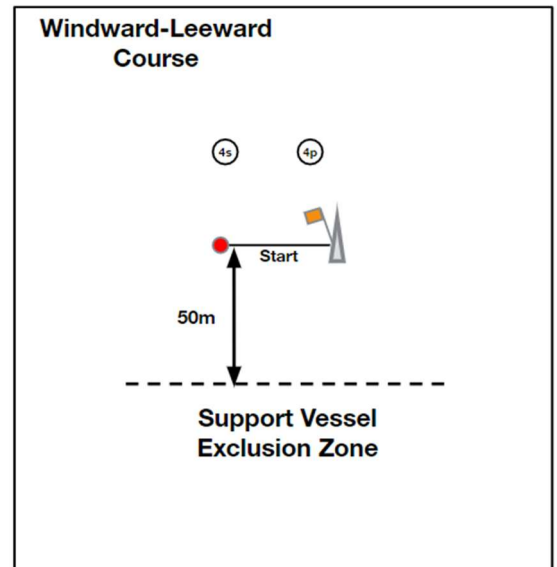 Windward-Leeward
Course
4s
4p
Start
50m
Support Vessel
Exclusion Zone